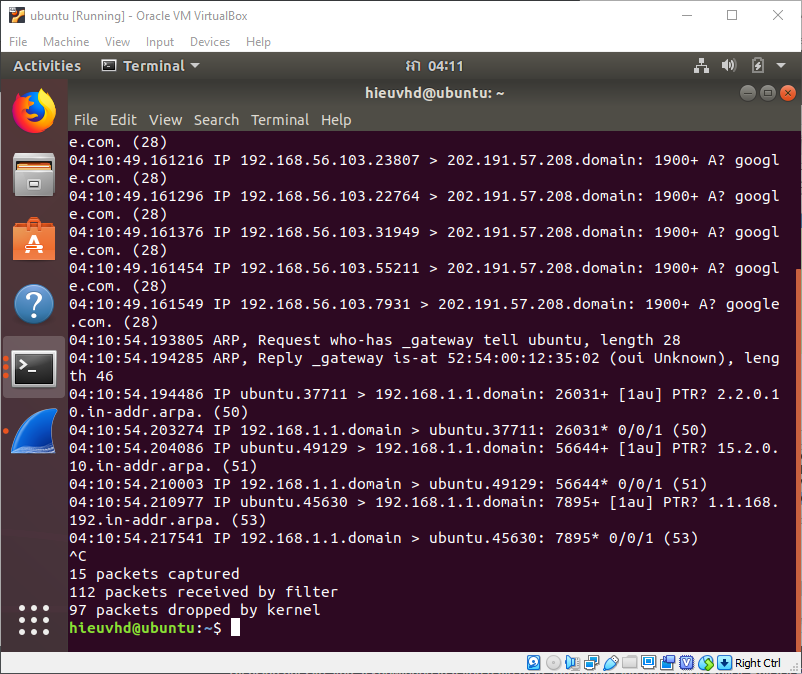 ubuntu [Running] - Oracle VM VirtualBox
File Machine View Input Devices Help
Activities Terminal 04:11
hieuvhd@ubuntu: ~
File Edit View Search Terminal Help
e.com. (28)
04:10:49.161216 IP 192.168.56.103.23807 > 202.191.57.208.domain: 1900+ A? googl
e.com. (28)
04:10:49.161296 IP 192.168.56.103.22764 > 202.191.57.208.domain: 1900+ A? googl
e.com. (28)
04:10:49.161376 IP 192.168.56.103.31949 > 202.191.57.208.domain: 1900+ A? googl
e.com. (28)
04:10:49.161454 IP 192.168.56.103.55211 > 202.191.57.208.domain: 1900+ A? googl
e.com. (28)
04:10:49.161549 IP 192.168.56.103.7931 > 202.191.57.208.domain: 1900+ A? google
.com. (28)
04:10:54.193805 ARP, Request who-has _gateway tell ubuntu, length 28
04:10:54.194285 ARP, Reply _gateway is-at 52:54:00:12:35:02 (oui Unknown), leng
th 46
04:10:54.194486 IP ubuntu.37711 > 192.168.1.1.domain: 26031+ [1au] PTR? 2.2.0.1
0.in-addr.arpa. (50)
04:10:54.203274 IP 192.168.1.1.domain > ubuntu.37711: 26031* 0/0/1 (50)
04:10:54.204086 IP ubuntu.49129 > 192.168.1.1.domain: 56644+ [1au] PTR? 15.2.0.
10.in-addr.arpa. (51)
04:10:54.210003 IP 192.168.1.1.domain > ubuntu.49129: 56644* 0/0/1 (51)
04:10:54.210977 IP ubuntu.45630 > 192.168.1.1.domain: 7895+ [1au] PTR? 1.1.168.
192.in-addr.arpa. (53)
04:10:54.217541 IP 192.168.1.1.domain > ubuntu.45630: 7895* 0/0/1 (53)
^C
15 packets captured
112 packets received by filter
97 packets dropped by kernel
hieuvhd@ubuntu:~$
Right Ctrl